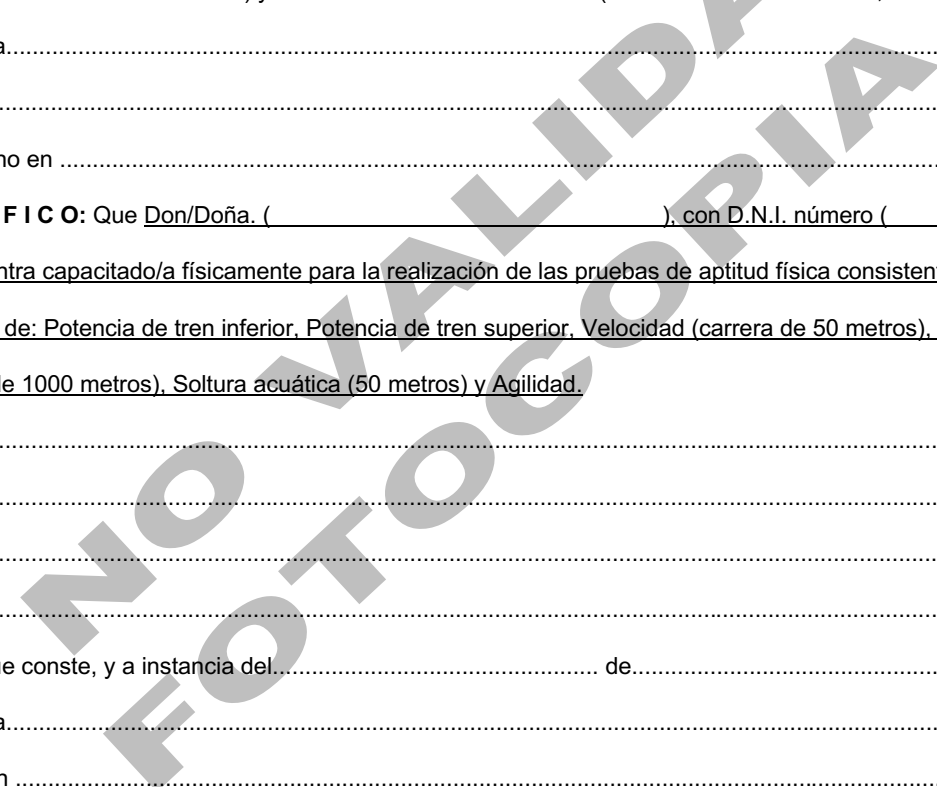 a
no en
F I C O: Que Don/Doña. ( ), con D.N.I. número (
ntra capacitado/a físicamente para la realización de las pruebas de aptitud física consisten
de: Potencia de tren inferior, Potencia de tren superior, Velocidad (carrera de 50 metros),
de 1000 metros), Soltura acuática (50 metros) y Agilidad.
ue conste, y a instancia del........................................................ de........................................................
a
n
NO VALIDA
FOTOCOPIA